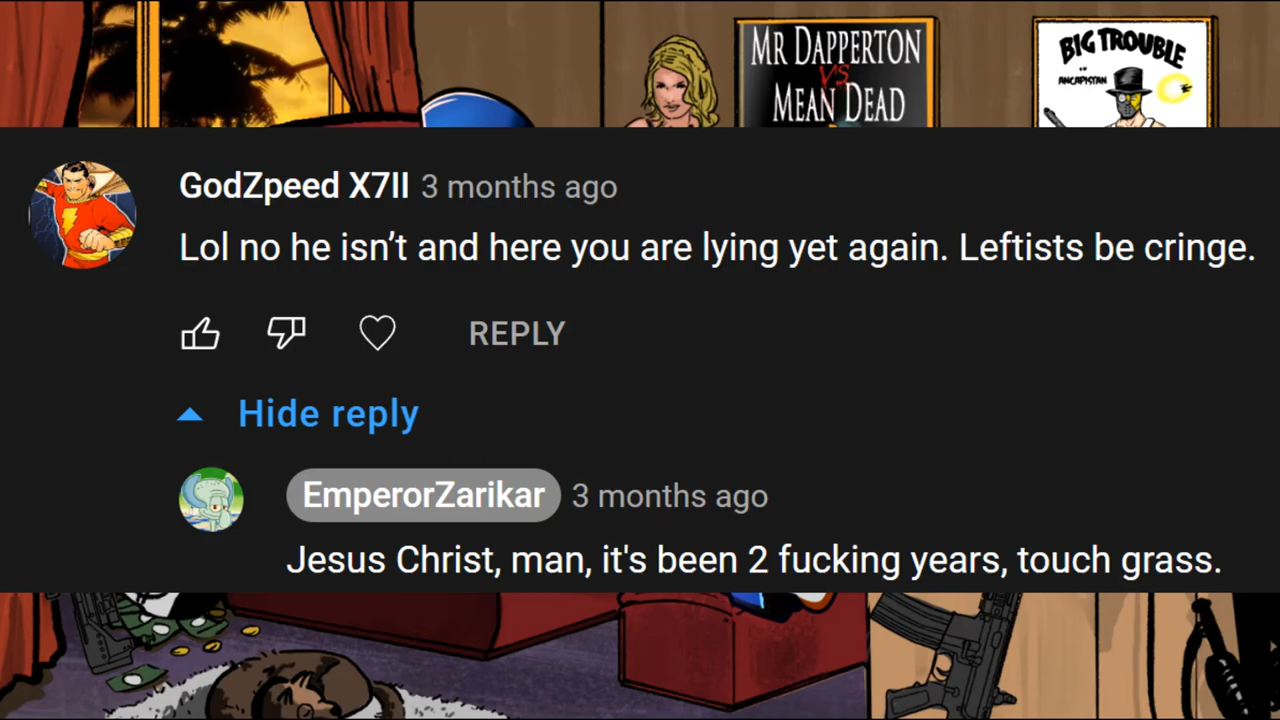 MR DAPPERTON
VS
MEAN DEAD
BIG TROUBLE
IN
ANCAPISTAN
GodZpeed X7II 3 months ago
Lol no he isn’t and here you are lying yet again. Leftists be cringe.
REPLY
Hide reply
EmperorZarikar 3 months ago
Jesus Christ, man, it's been 2 fucking years, touch grass.